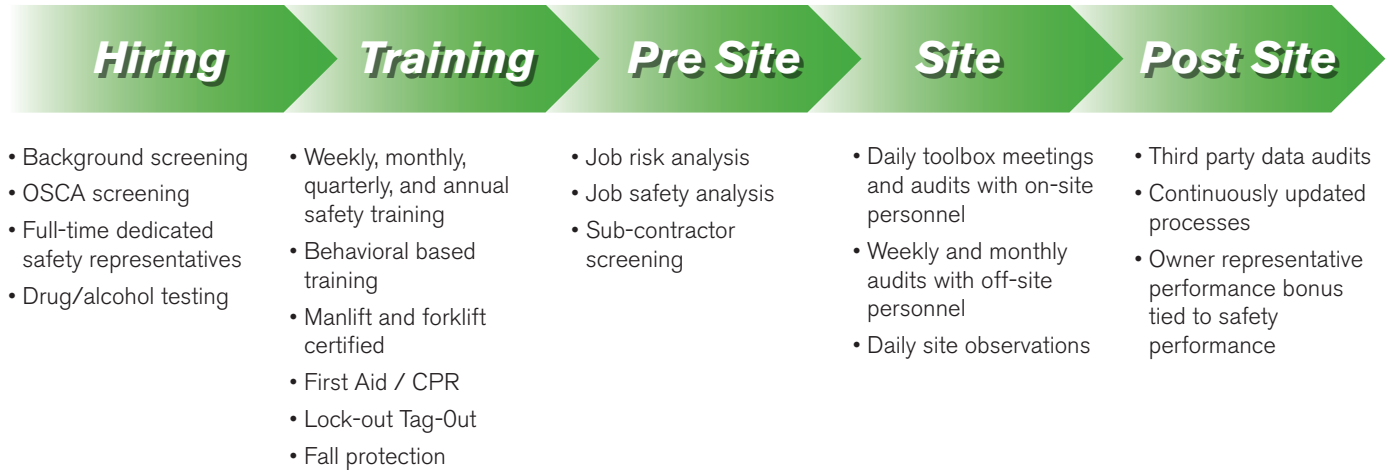 Hiring
Training
Pre Site
Site
Post Site
• Background screening
• OSCA screening
• Full-time dedicated
safety representatives
• Drug/alcohol testing
• Weekly, monthly,
quarterly, and annual
safety training
• Behavioral based
training
• Manlift and forklift
certified
• First Aid / CPR
• Lock-out Tag-Out
• Fall protection
• Job risk analysis
• Job safety analysis
• Sub-contractor
screening
• Daily toolbox meetings
and audits with on-site
personnel
• Weekly and monthly
audits with off-site
personnel
• Daily site observations
• Third party data audits
• Continuously updated
processes
• Owner representative
performance bonus
tied to safety
performance